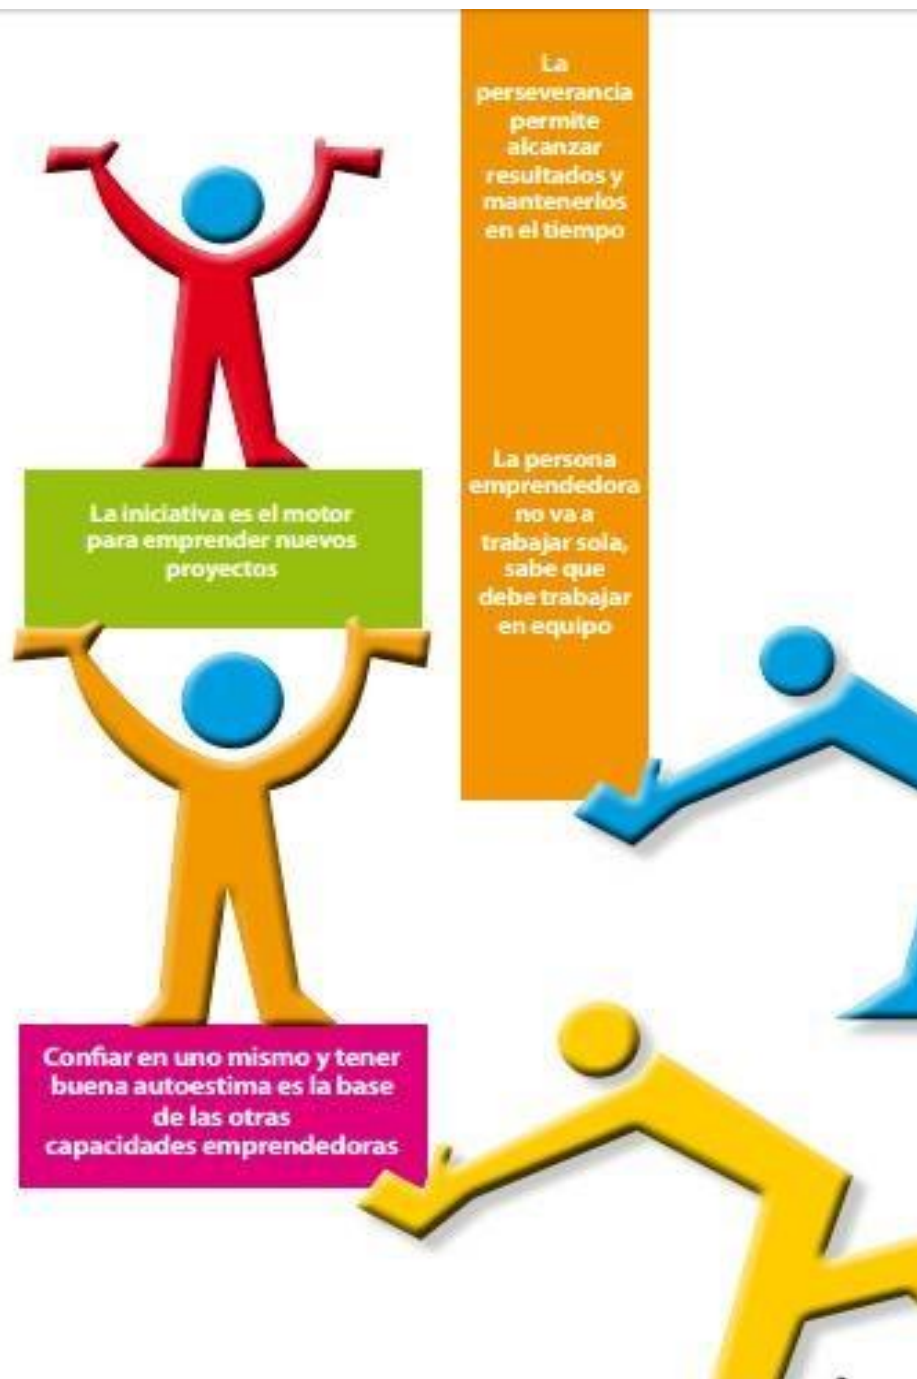 La
perseverancia
permite
alcanzar
resultados y
mantenerlos
en el tiempo
La persona
emprendedora
no va a
trabajar sola,
sabe que
debe trabajar
en equipo
La iniciativa es el motor
para emprender nuevos
proyectos
Confiar en uno mismo y tener
buena autoestima es la base
de las otras
capacidades emprendedoras